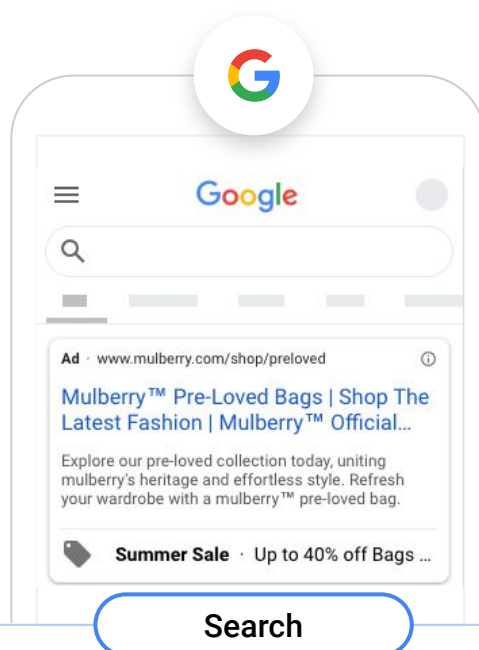 G
Google
Ad · www.mulberry.com/shop/preloved
Mulberry™ Pre-Loved Bags | Shop The
Latest Fashion | Mulberry™ Official...
Explore our pre-loved collection today, uniting
mulberry's heritage and effortless style. Refresh
your wardrobe with a mulberry™ pre-loved bag.
Summer Sale · Up to 40% off Bags ...
Search